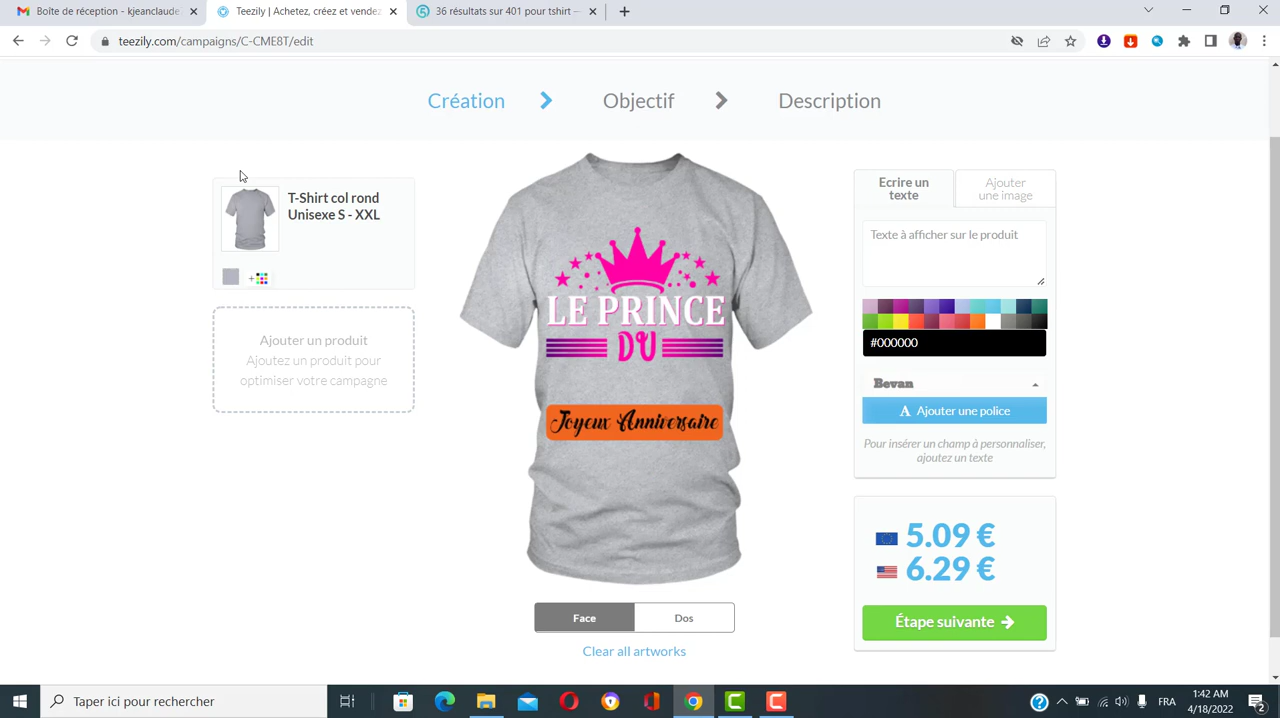 Boîte de réception - kjeanclaude
Teezily | Achetez, créez et vendez
36 résultats sur 401 pour tshirt –
teezily.com/campaigns/C-CME8T/edit
Création
Objectif
Description
T-Shirt col rond
Unisexe S - XXL
+
Ajouter un produit
Ajoutez un produit pour
optimiser votre campagne
LE PRINCE
DU
Joyeux Anniversaire
Face
Dos
Clear all artworks
Ecrire un
texte
Ajouter
une image
Texte à afficher sur le produit
#000000
Bevan
A Ajouter une police
Pour insérer un champ à personnaliser,
ajoutez un texte
5.09 €
6.29 €
Étape suivante
Taper ici pour rechercher
FRA
1:42 AM
4/18/2022
2